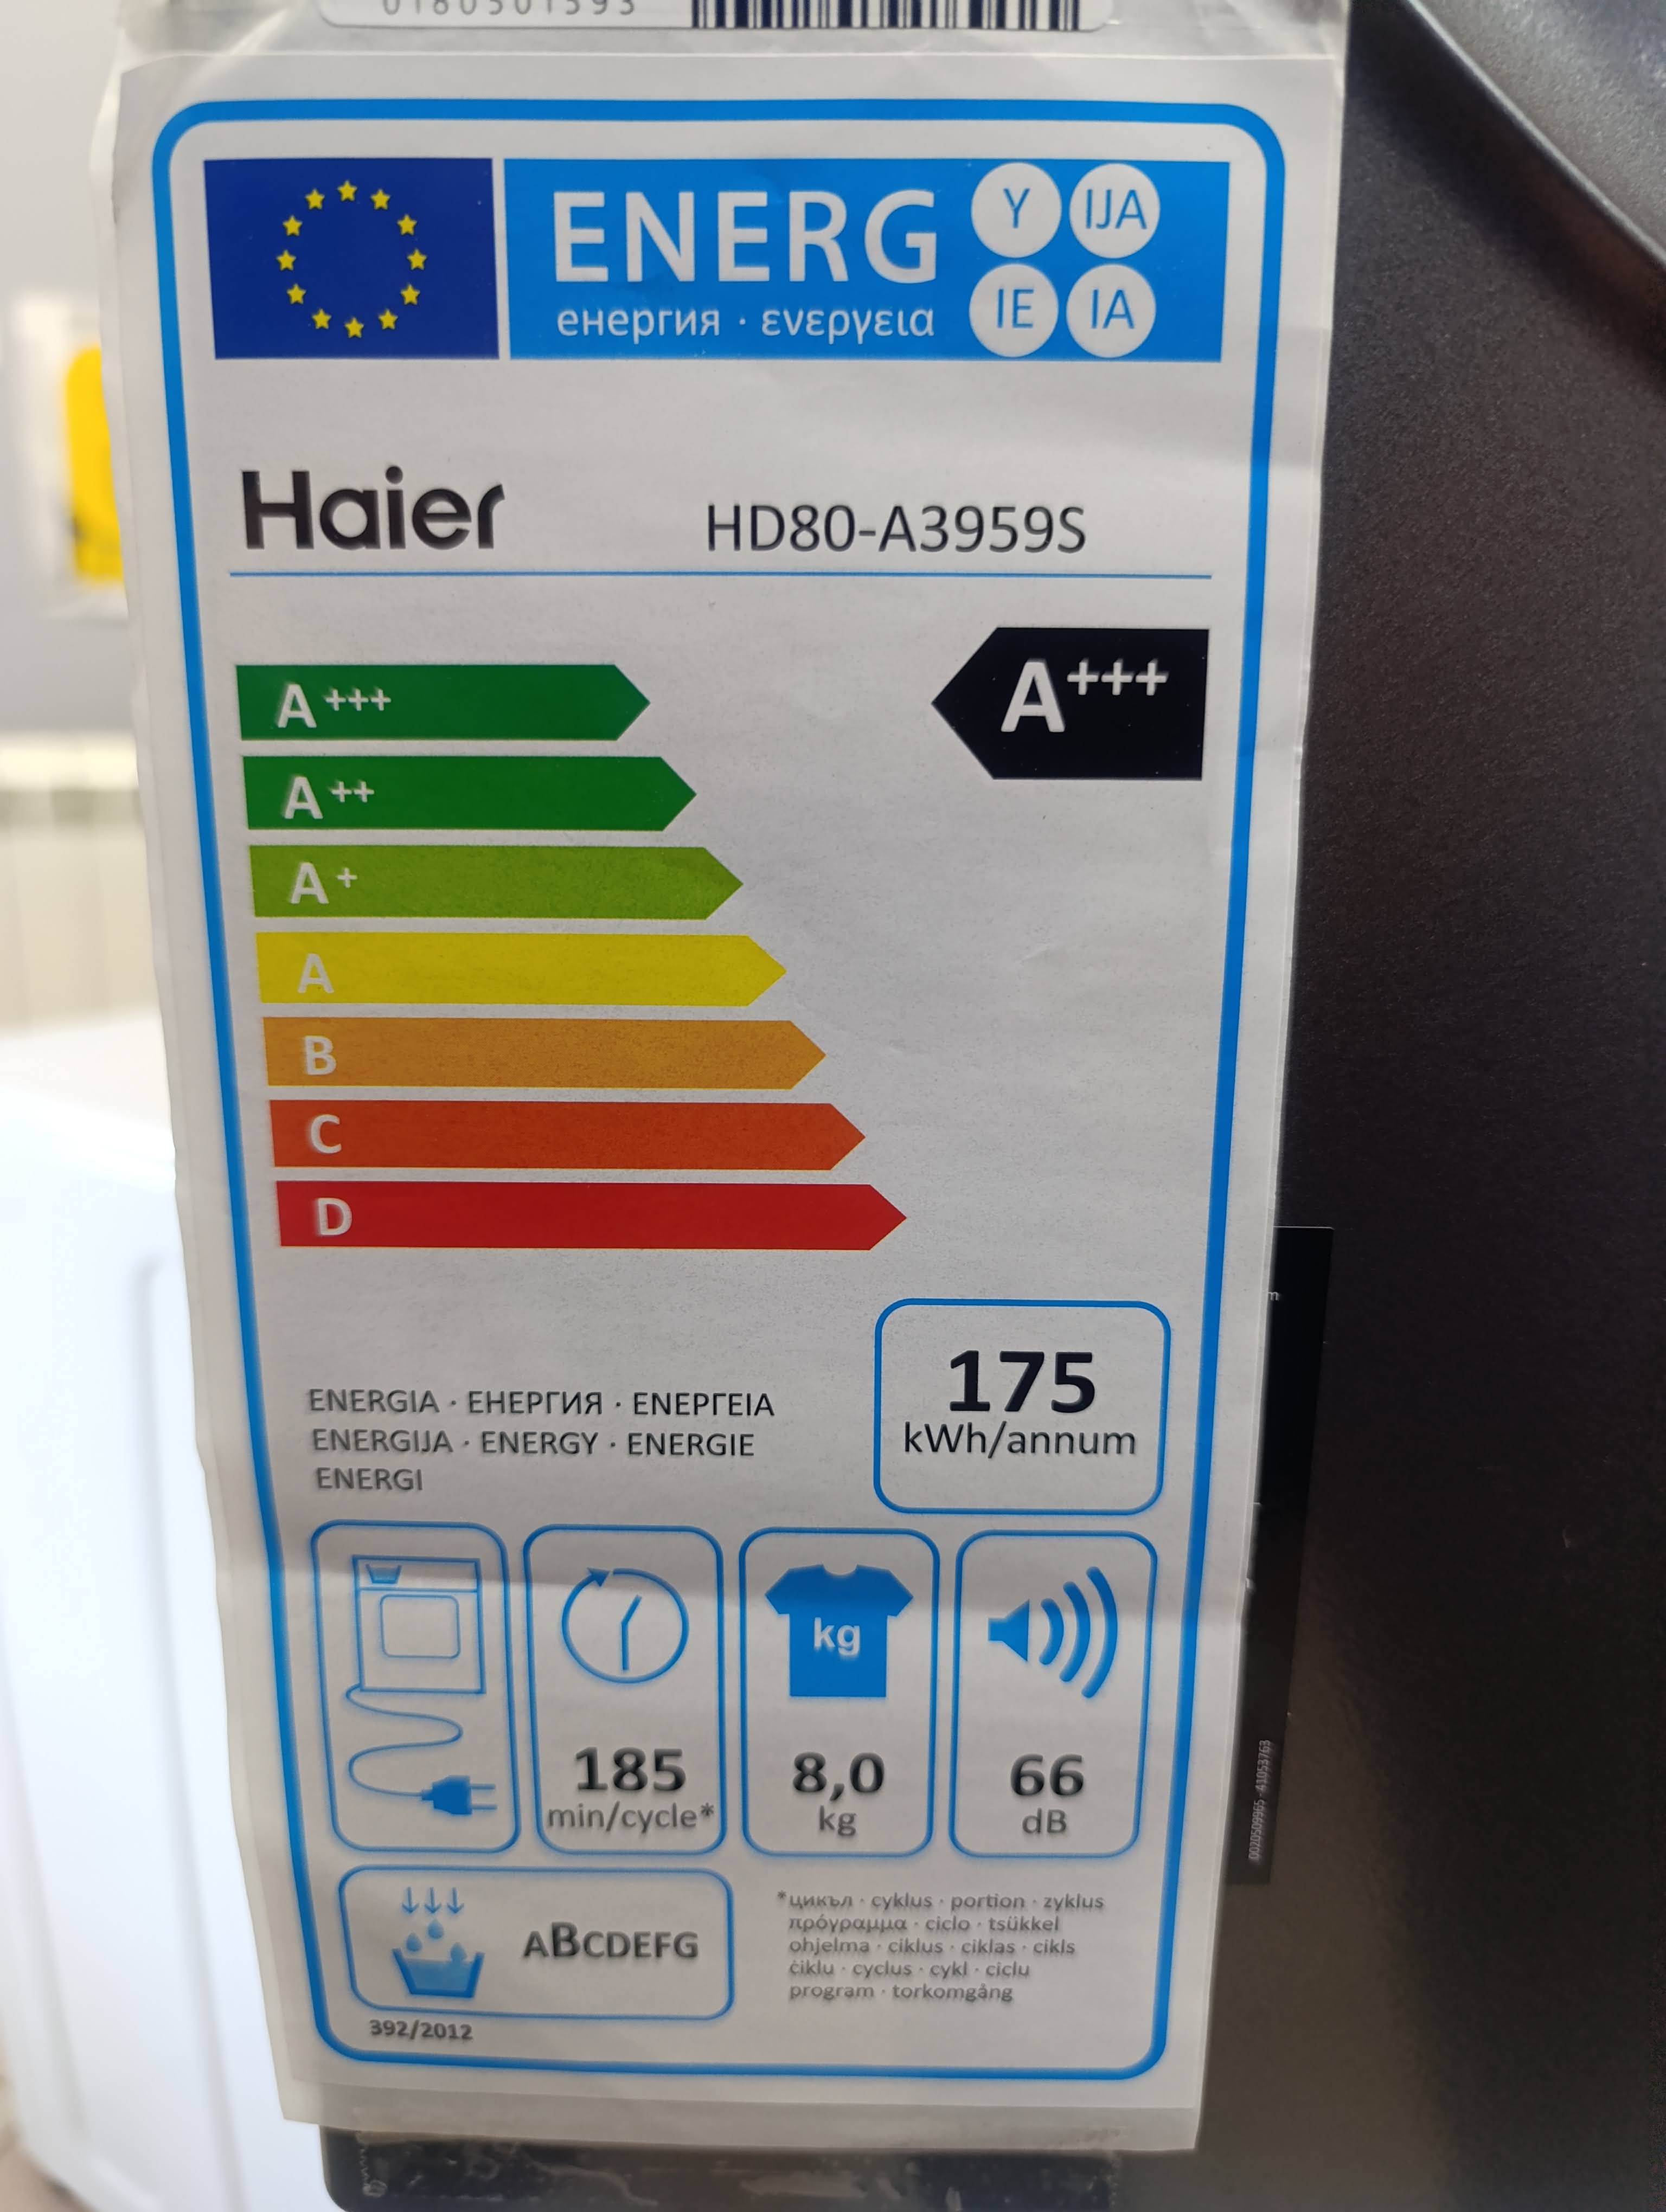 ENERG Y IJA
енергия · ενεργεια IE IA
Haier HD80-A3959S
A+++ A+++
A++
A+
A
B
C
D
ENERGIA · ЕНЕРГИЯ · ΕΝΕΡΓΕΙΑ
ENERGIJA · ENERGY · ENERGIE
ENERGI
175
kWh/annum
kg
185
min/cycle*
8,0
kg
66
dB
ABCDEFG
*цикъл · cyklus · portion · zyklus
πρόγραμμα · ciclo · tsükkel
ohjelma · ciklus · ciklas · cikls
ċiklu · cyclus · cykl · ciclu
program · torkomgång
392/2012
0020509965 - 41053763